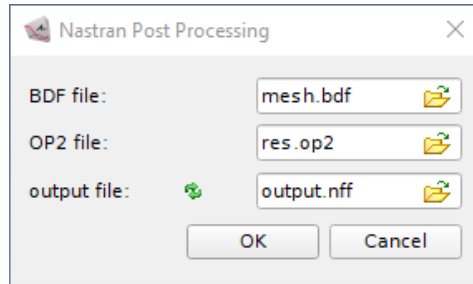 Nastran Post Processing
BDF file: mesh.bdf
OP2 file: res.op2
output file: output.nff
OK Cancel